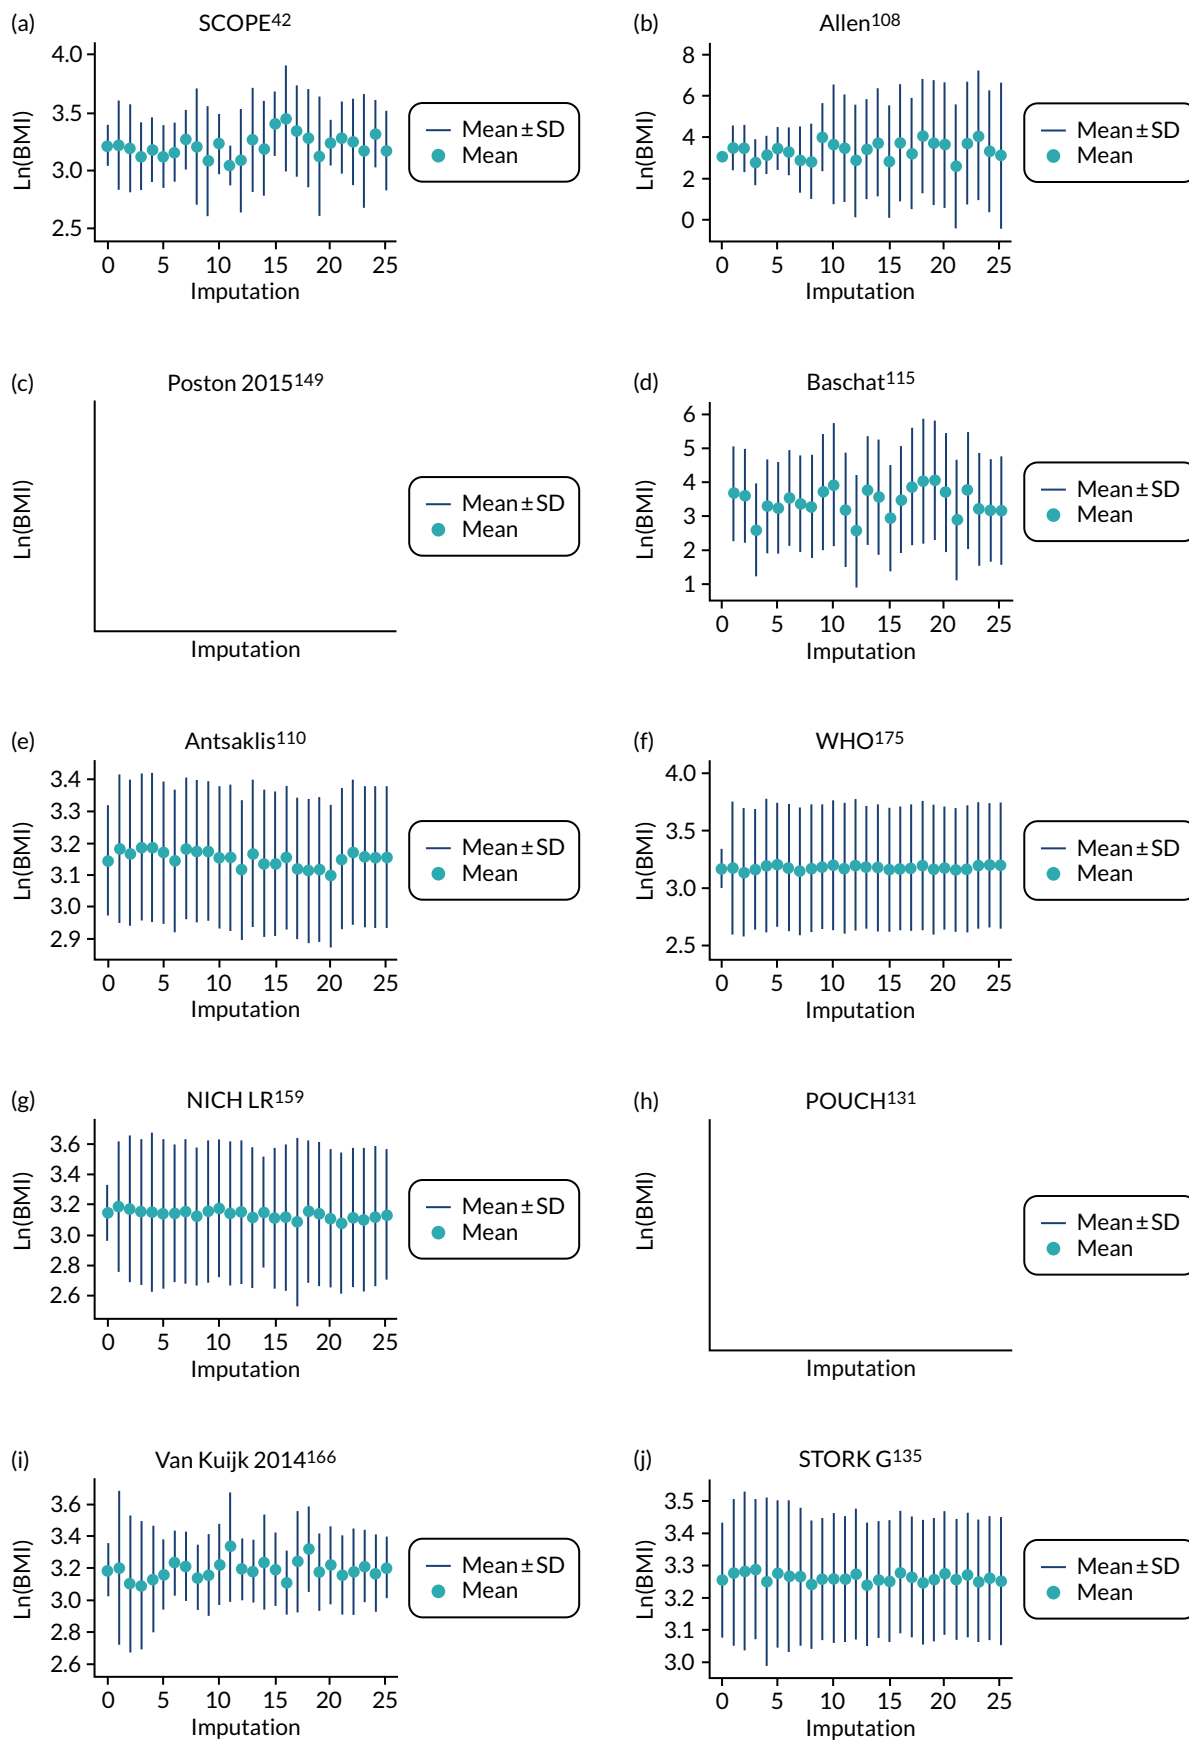 (a) SCOPE42
4.0
3.5
3.0
2.5
Ln(BMI)
0 5 10 15 20 25
Imputation
Mean ± SD
Mean
(b) Allen108
8
6
4
2
0
Ln(BMI)
0 5 10 15 20 25
Imputation
Mean ± SD
Mean
(c) Poston 2015149
Ln(BMI)
Imputation
Mean ± SD
Mean
(d) Baschat115
6
5
4
3
2
1
Ln(BMI)
0 5 10 15 20 25
Imputation
Mean ± SD
Mean
(e) Antsaklis110
3.4
3.3
3.2
3.1
3.0
2.9
Ln(BMI)
0 5 10 15 20 25
Imputation
Mean ± SD
Mean
(f) WHO175
4.0
3.5
3.0
2.5
Ln(BMI)
0 5 10 15 20 25
Imputation
Mean ± SD
Mean
(g) NICH LR159
3.6
3.4
3.2
3.0
2.8
2.6
Ln(BMI)
0 5 10 15 20 25
Imputation
Mean ± SD
Mean
(h) POUCH131
Ln(BMI)
Imputation
Mean ± SD
Mean
(i) Van Kuijk 2014166
3.6
3.4
3.2
3.0
2.8
2.6
Ln(BMI)
0 5 10 15 20 25
Imputation
Mean ± SD
Mean
(j) STORK G135
3.5
3.4
3.3
3.2
3.1
3.0
Ln(BMI)
0 5 10 15 20 25
Imputation
Mean ± SD
Mean